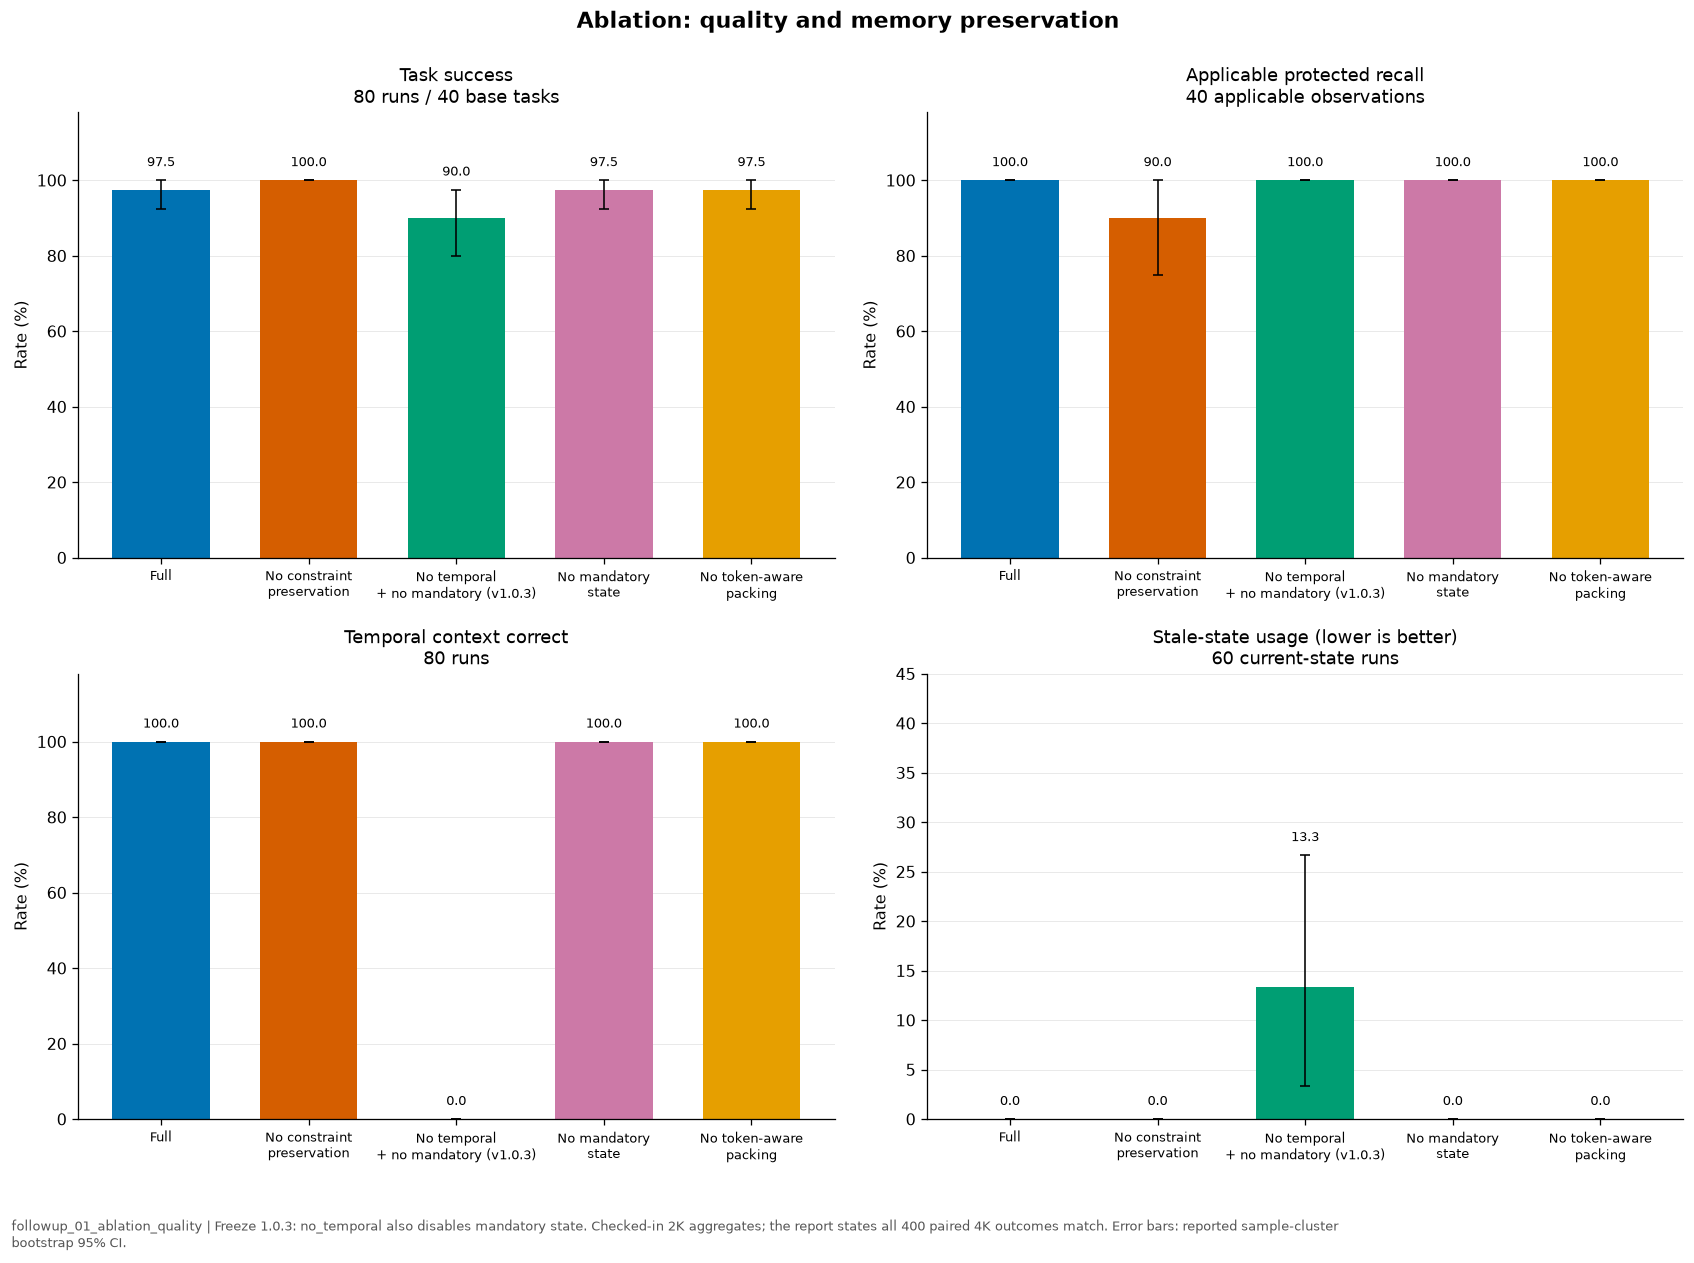 Ablation: quality and memory preservation
Task success
80 runs / 40 base tasks
Rate (%)
100
80
60
40
20
0
97.5
100.0
90.0
97.5
97.5
Full
No constraint
preservation
No temporal
+ no mandatory (v1.0.3)
No mandatory
state
No token-aware
packing
Applicable protected recall
40 applicable observations
Rate (%)
100
80
60
40
20
0
100.0
90.0
100.0
100.0
100.0
Full
No constraint
preservation
No temporal
+ no mandatory (v1.0.3)
No mandatory
state
No token-aware
packing
Temporal context correct
80 runs
Rate (%)
100
80
60
40
20
0
100.0
100.0
0.0
100.0
100.0
Full
No constraint
preservation
No temporal
+ no mandatory (v1.0.3)
No mandatory
state
No token-aware
packing
Stale-state usage (lower is better)
60 current-state runs
Rate (%)
45
40
35
30
25
20
15
10
5
0
0.0
0.0
13.3
0.0
0.0
Full
No constraint
preservation
No temporal
+ no mandatory (v1.0.3)
No mandatory
state
No token-aware
packing
followup_01_ablation_quality | Freeze 1.0.3: no_temporal also disables mandatory state. Checked-in 2K aggregates; the report states all 400 paired 4K outcomes match. Error bars: reported sample-cluster
bootstrap 95% CI.